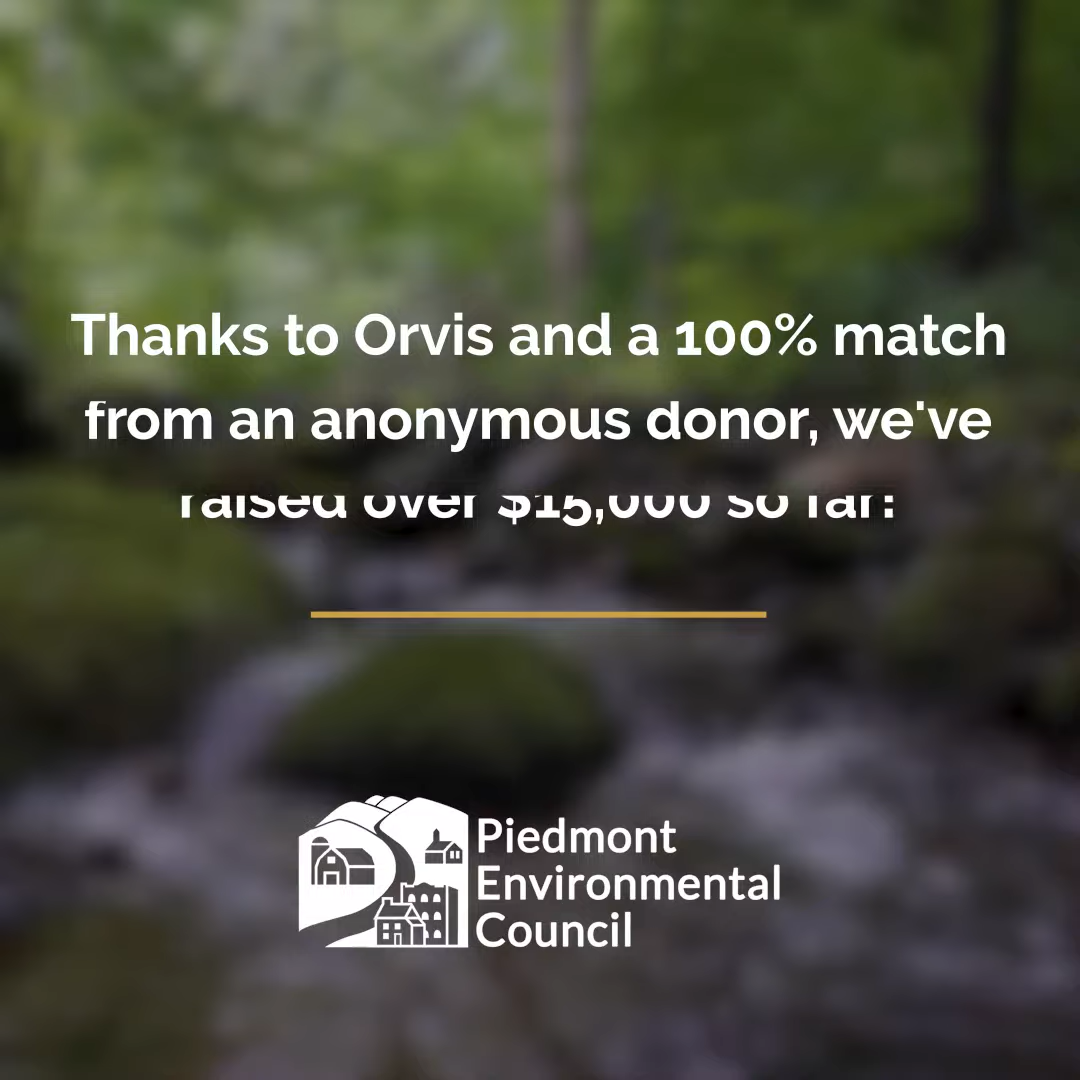 Thanks to Orvis and a 100% match
from an anonymous donor, we've
raised over $15,000 so far!
Piedmont
Environmental
Council